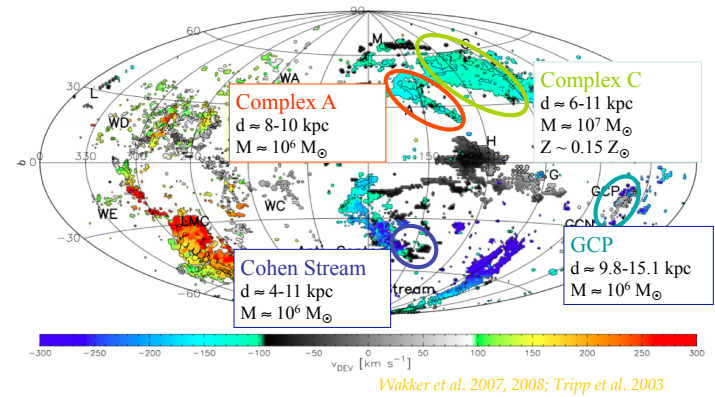 90
60
M
C
WA
30
L
Complex A
d ≈ 8-10 kpc
M ≈ 10⁶ M☉
A
Complex C
d ≈ 6-11 kpc
M ≈ 10⁷ M☉
Z ~ 0.15 Z☉
WD
H
b
0
330
300
150
G
GCP
WE
WC
LMC
GCN
−30
Cohen Stream
d ≈ 4-11 kpc
M ≈ 10⁶ M☉
GCP
d ≈ 9.8-15.1 kpc
M ≈ 10⁶ M☉
−60
−300 −200 −150 −100 −50 0 50 100 150 200 300
v_DEV [km s⁻¹]
Wakker et al. 2007, 2008; Tripp et al. 2003